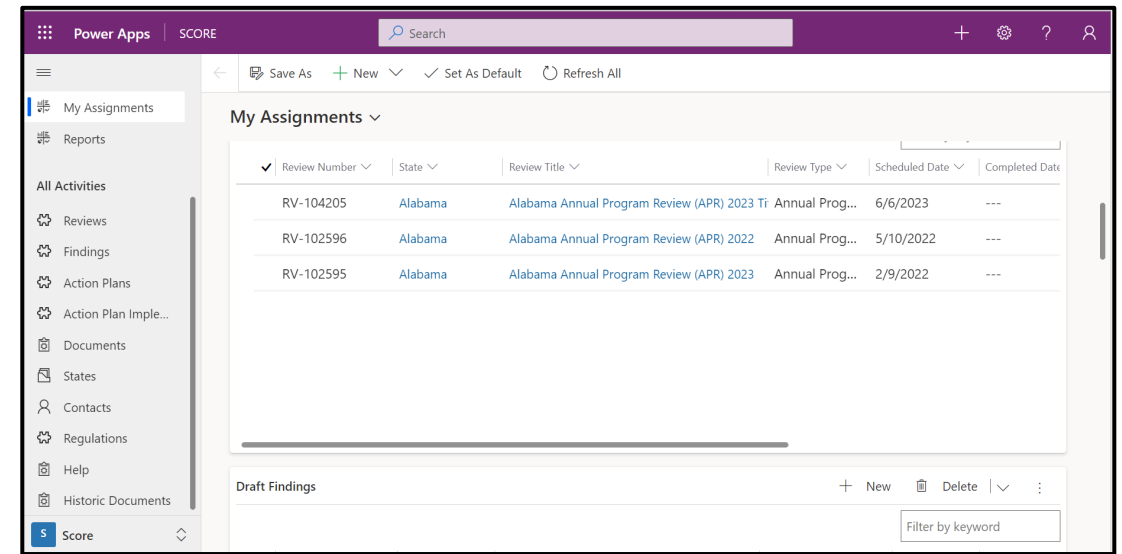 Power Apps SCORE Search
Save As New Set As Default Refresh All
My Assignments
Reports
All Activities
Reviews
Findings
Action Plans
Action Plan Imple...
Documents
States
Contacts
Regulations
Help
Historic Documents
S Score
My Assignments
Review Number State Review Title Review Type Scheduled Date Completed Date
RV-104205 Alabama Alabama Annual Program Review (APR) 2023 Ti Annual Prog... 6/6/2023 ---
RV-102596 Alabama Alabama Annual Program Review (APR) 2022 Annual Prog... 5/10/2022 ---
RV-102595 Alabama Alabama Annual Program Review (APR) 2023 Annual Prog... 2/9/2022 ---
Draft Findings New Delete
Filter by keyword